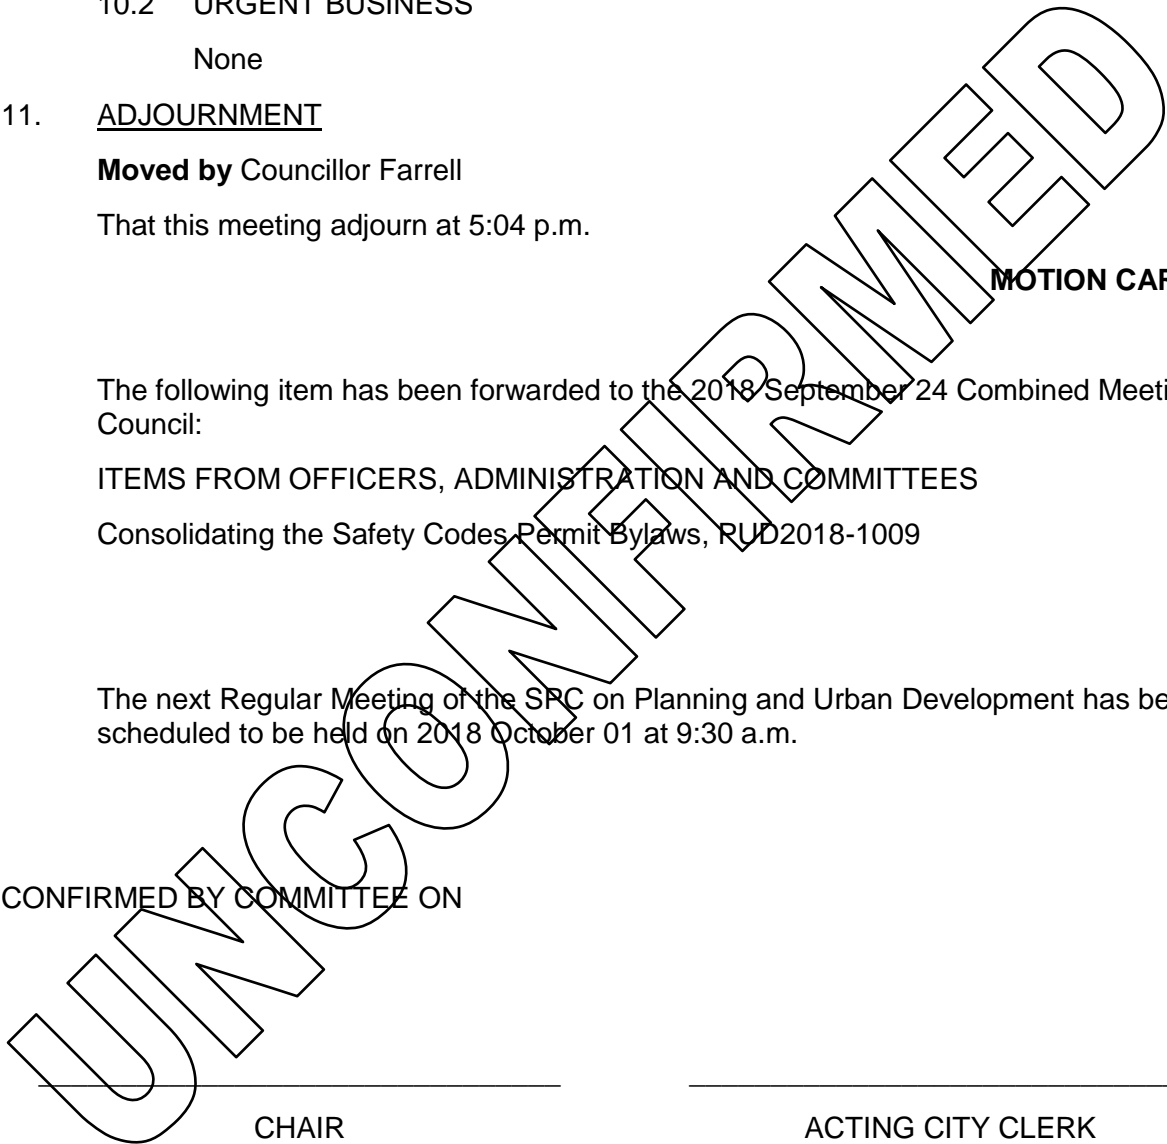 10.2 URGENT BUSINESS
None
11. ADJOURNMENT
Moved by Councillor Farrell
That this meeting adjourn at 5:04 p.m.
MOTION CAR
The following item has been forwarded to the 2018 September 24 Combined Meeti
Council:
ITEMS FROM OFFICERS, ADMINISTRATION AND COMMITTEES
Consolidating the Safety Codes Permit Bylaws, PUD2018-1009
The next Regular Meeting of the SPC on Planning and Urban Development has be
scheduled to be held on 2018 October 01 at 9:30 a.m.
CONFIRMED BY COMMITTEE ON
CHAIR ACTING CITY CLERK
UNCONFIRMED